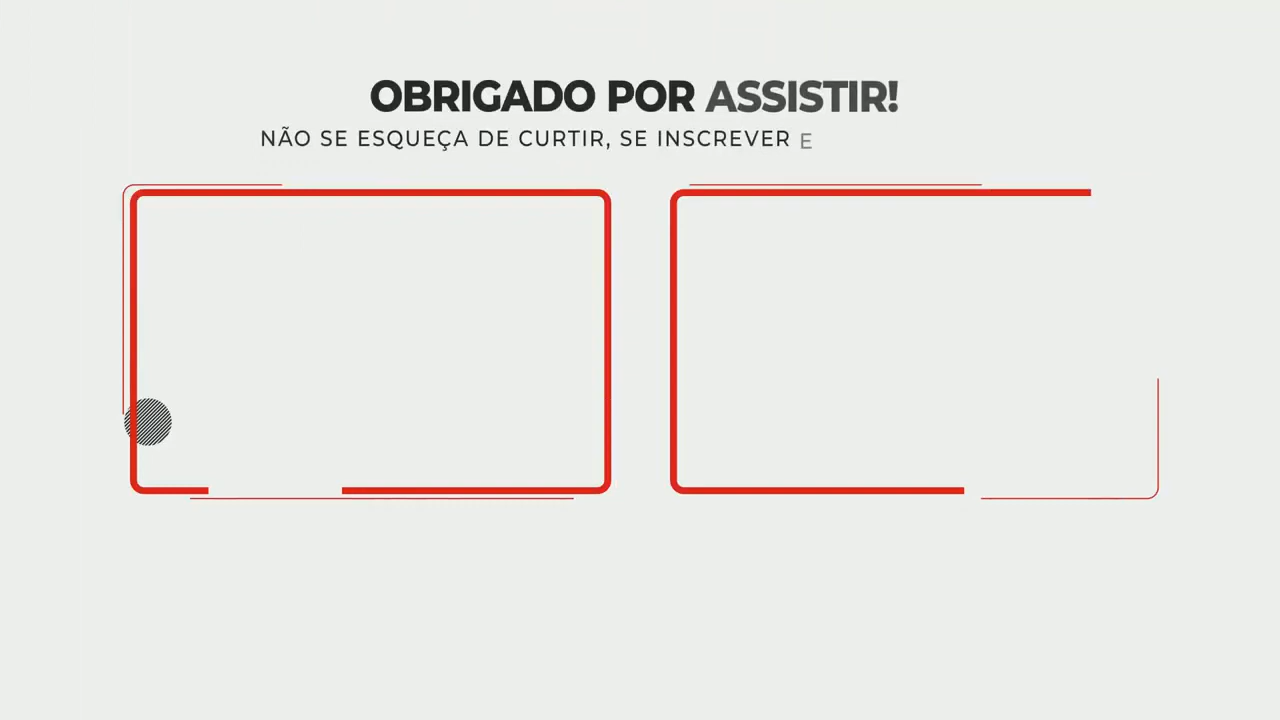 OBRIGADO POR ASSISTIR!
NÃO SE ESQUEÇA DE CURTIR, SE INSCREVER E